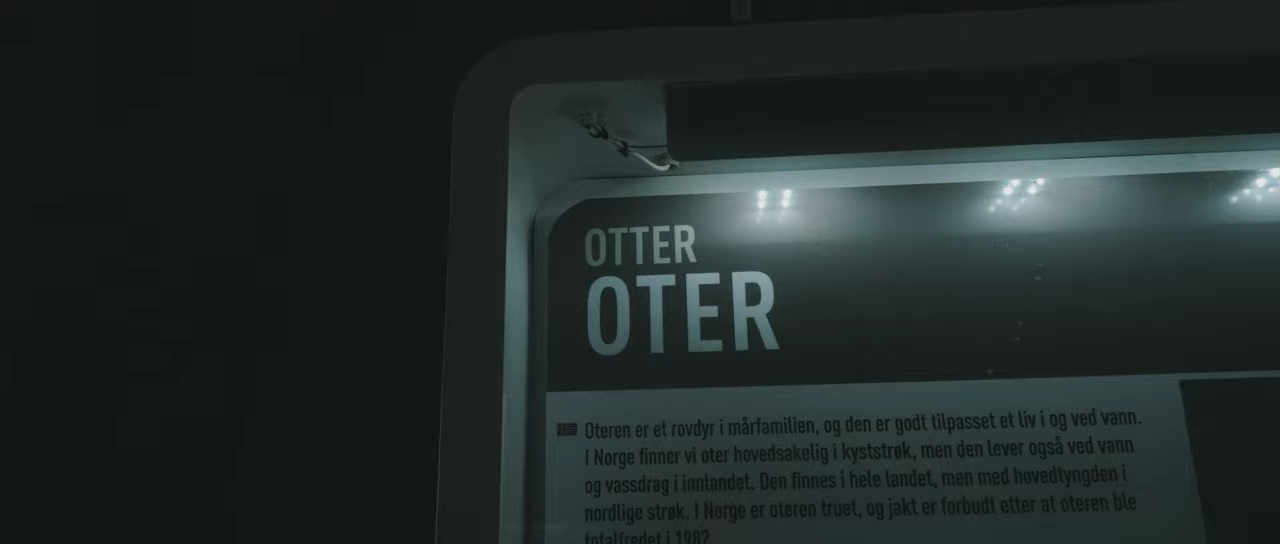 OTTER
OTER
Oteren er et rovdyr i mårfamilien, og den er godt tilpasset et liv i og ved vann.
I Norge finner vi oter hovedsakelig i kyststrøk, men den lever også ved vann
og vassdrag i innlandet. Den finnes i hele landet, men med hovedtyngden i
nordlige strøk. I Norge er oteren truet, og jakt er forbudt etter at oteren ble
totalfredet i 1982